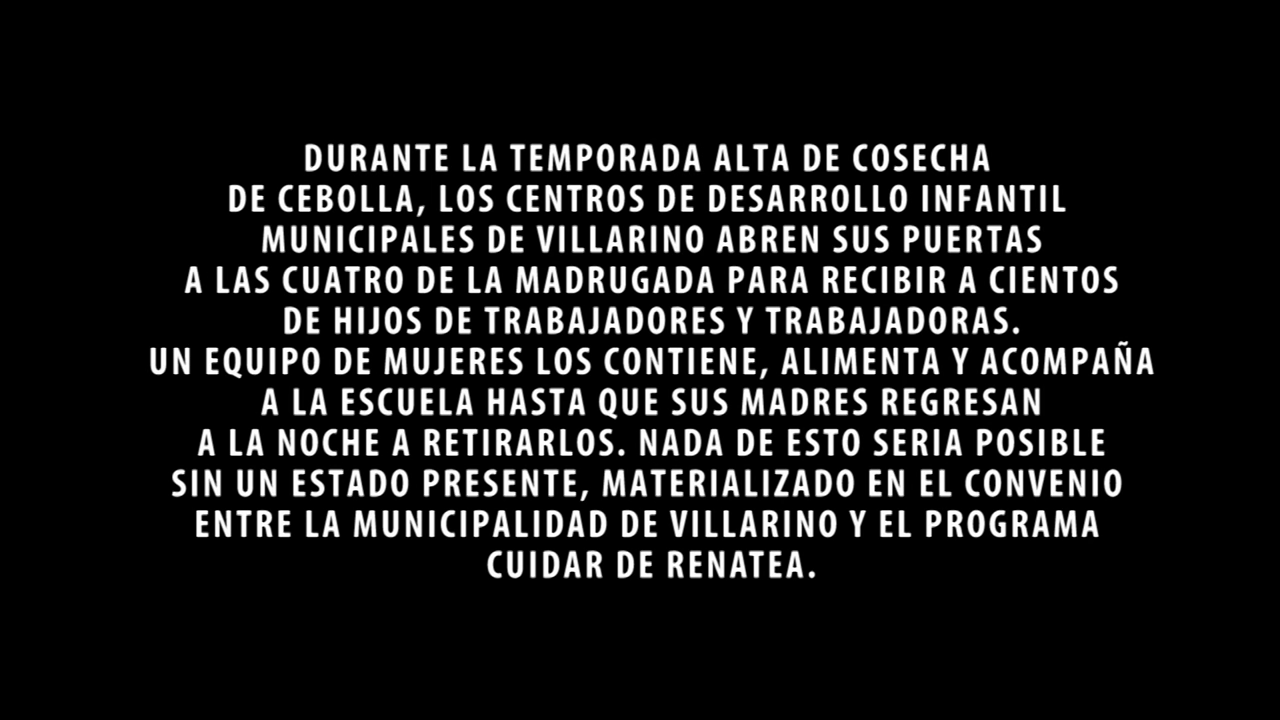 DURANTE LA TEMPORADA ALTA DE COSECHA
DE CEBOLLA, LOS CENTROS DE DESARROLLO INFANTIL
MUNICIPALES DE VILLARINO ABREN SUS PUERTAS
A LAS CUATRO DE LA MADRUGADA PARA RECIBIR A CIENTOS
DE HIJOS DE TRABAJADORES Y TRABAJADORAS.
UN EQUIPO DE MUJERES LOS CONTIENE, ALIMENTA Y ACOMPAÑA
A LA ESCUELA HASTA QUE SUS MADRES REGRESAN
A LA NOCHE A RETIRARLOS. NADA DE ESTO SERIA POSIBLE
SIN UN ESTADO PRESENTE, MATERIALIZADO EN EL CONVENIO
ENTRE LA MUNICIPALIDAD DE VILLARINO Y EL PROGRAMA
CUIDAR DE RENATEA.